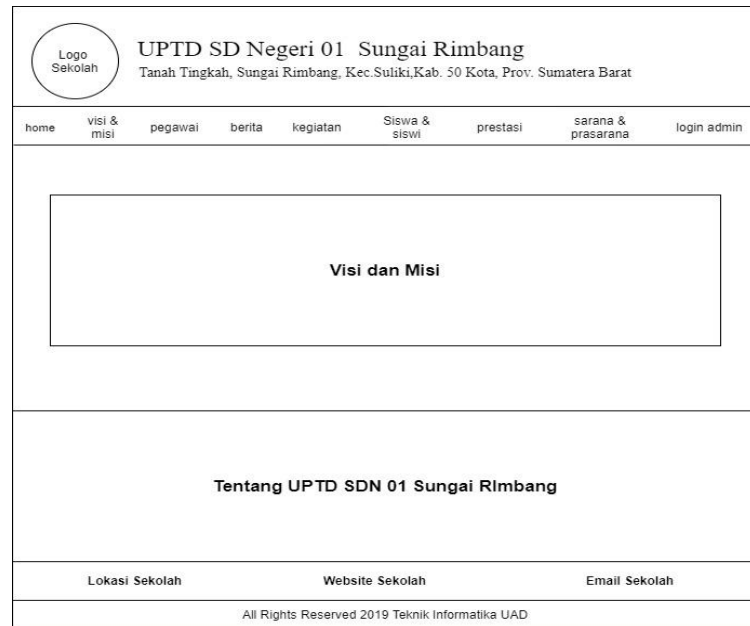 Logo
Sekolah
UPTD SD Negeri 01 Sungai Rimbang
Tanah Tingkah, Sungai Rimbang, Kec.Suliki,Kab. 50 Kota, Prov. Sumatera Barat
home
visi &
misi
pegawai
berita
kegiatan
Siswa &
siswi
prestasi
sarana &
prasarana
login admin
Visi dan Misi
Tentang UPTD SDN 01 Sungai RImbang
Lokasi Sekolah
Website Sekolah
Email Sekolah
All Rights Reserved 2019 Teknik Informatika UAD